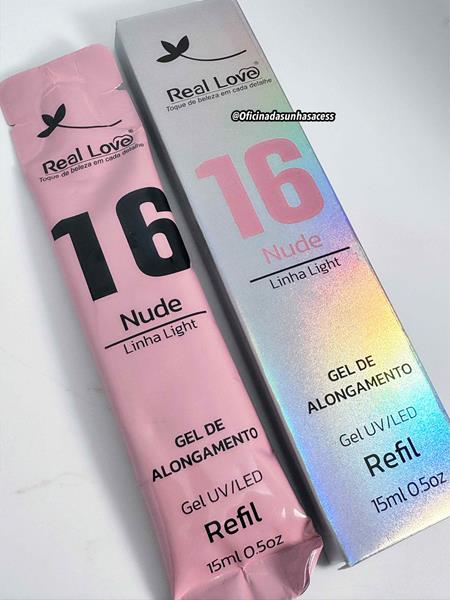 Real Love®
Toque de beleza em cada detalhe
16
Nude
Linha Light
GEL DE
ALONGAMENTO
Gel UV/LED
Refil
15ml 0.5oz
Real Love®
Toque de beleza em cada detalhe
@Oficinadasunhasacess
16
Nude
Linha Light
GEL DE
ALONGAMENTO
Gel UV/LED
Refil
15ml 0.5oz